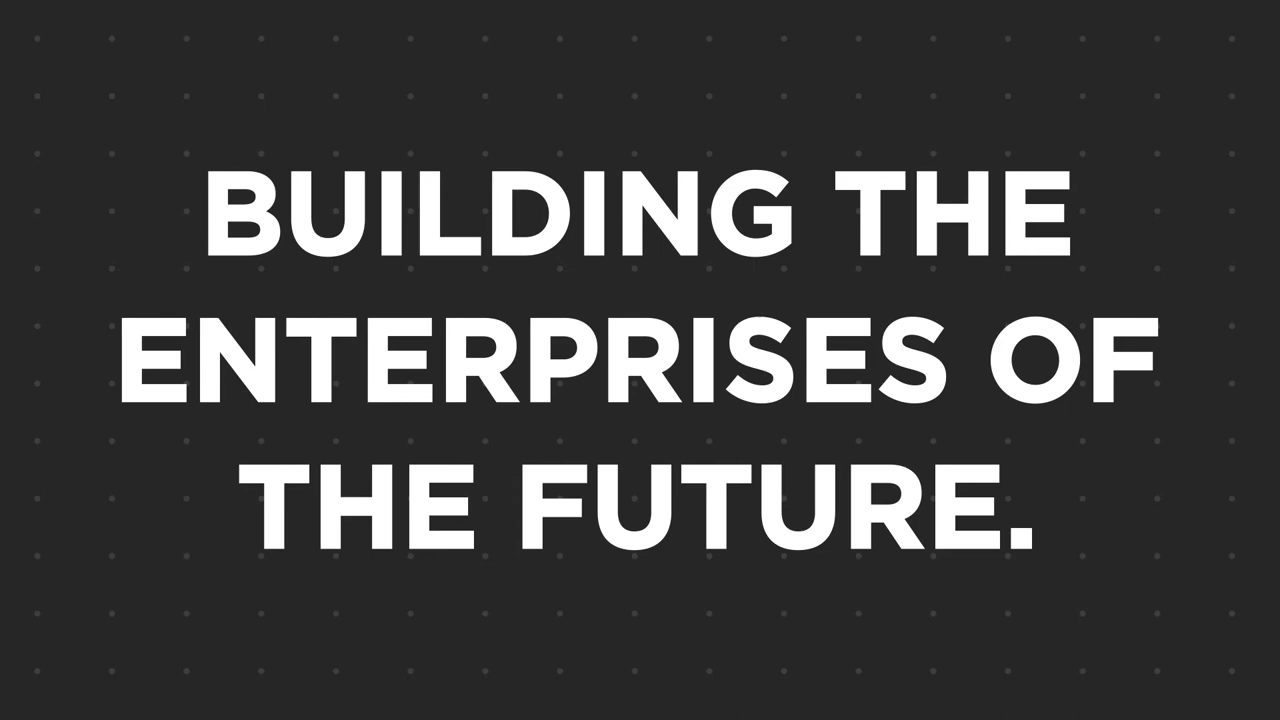 BUILDING THE
ENTERPRISES OF
THE FUTURE.